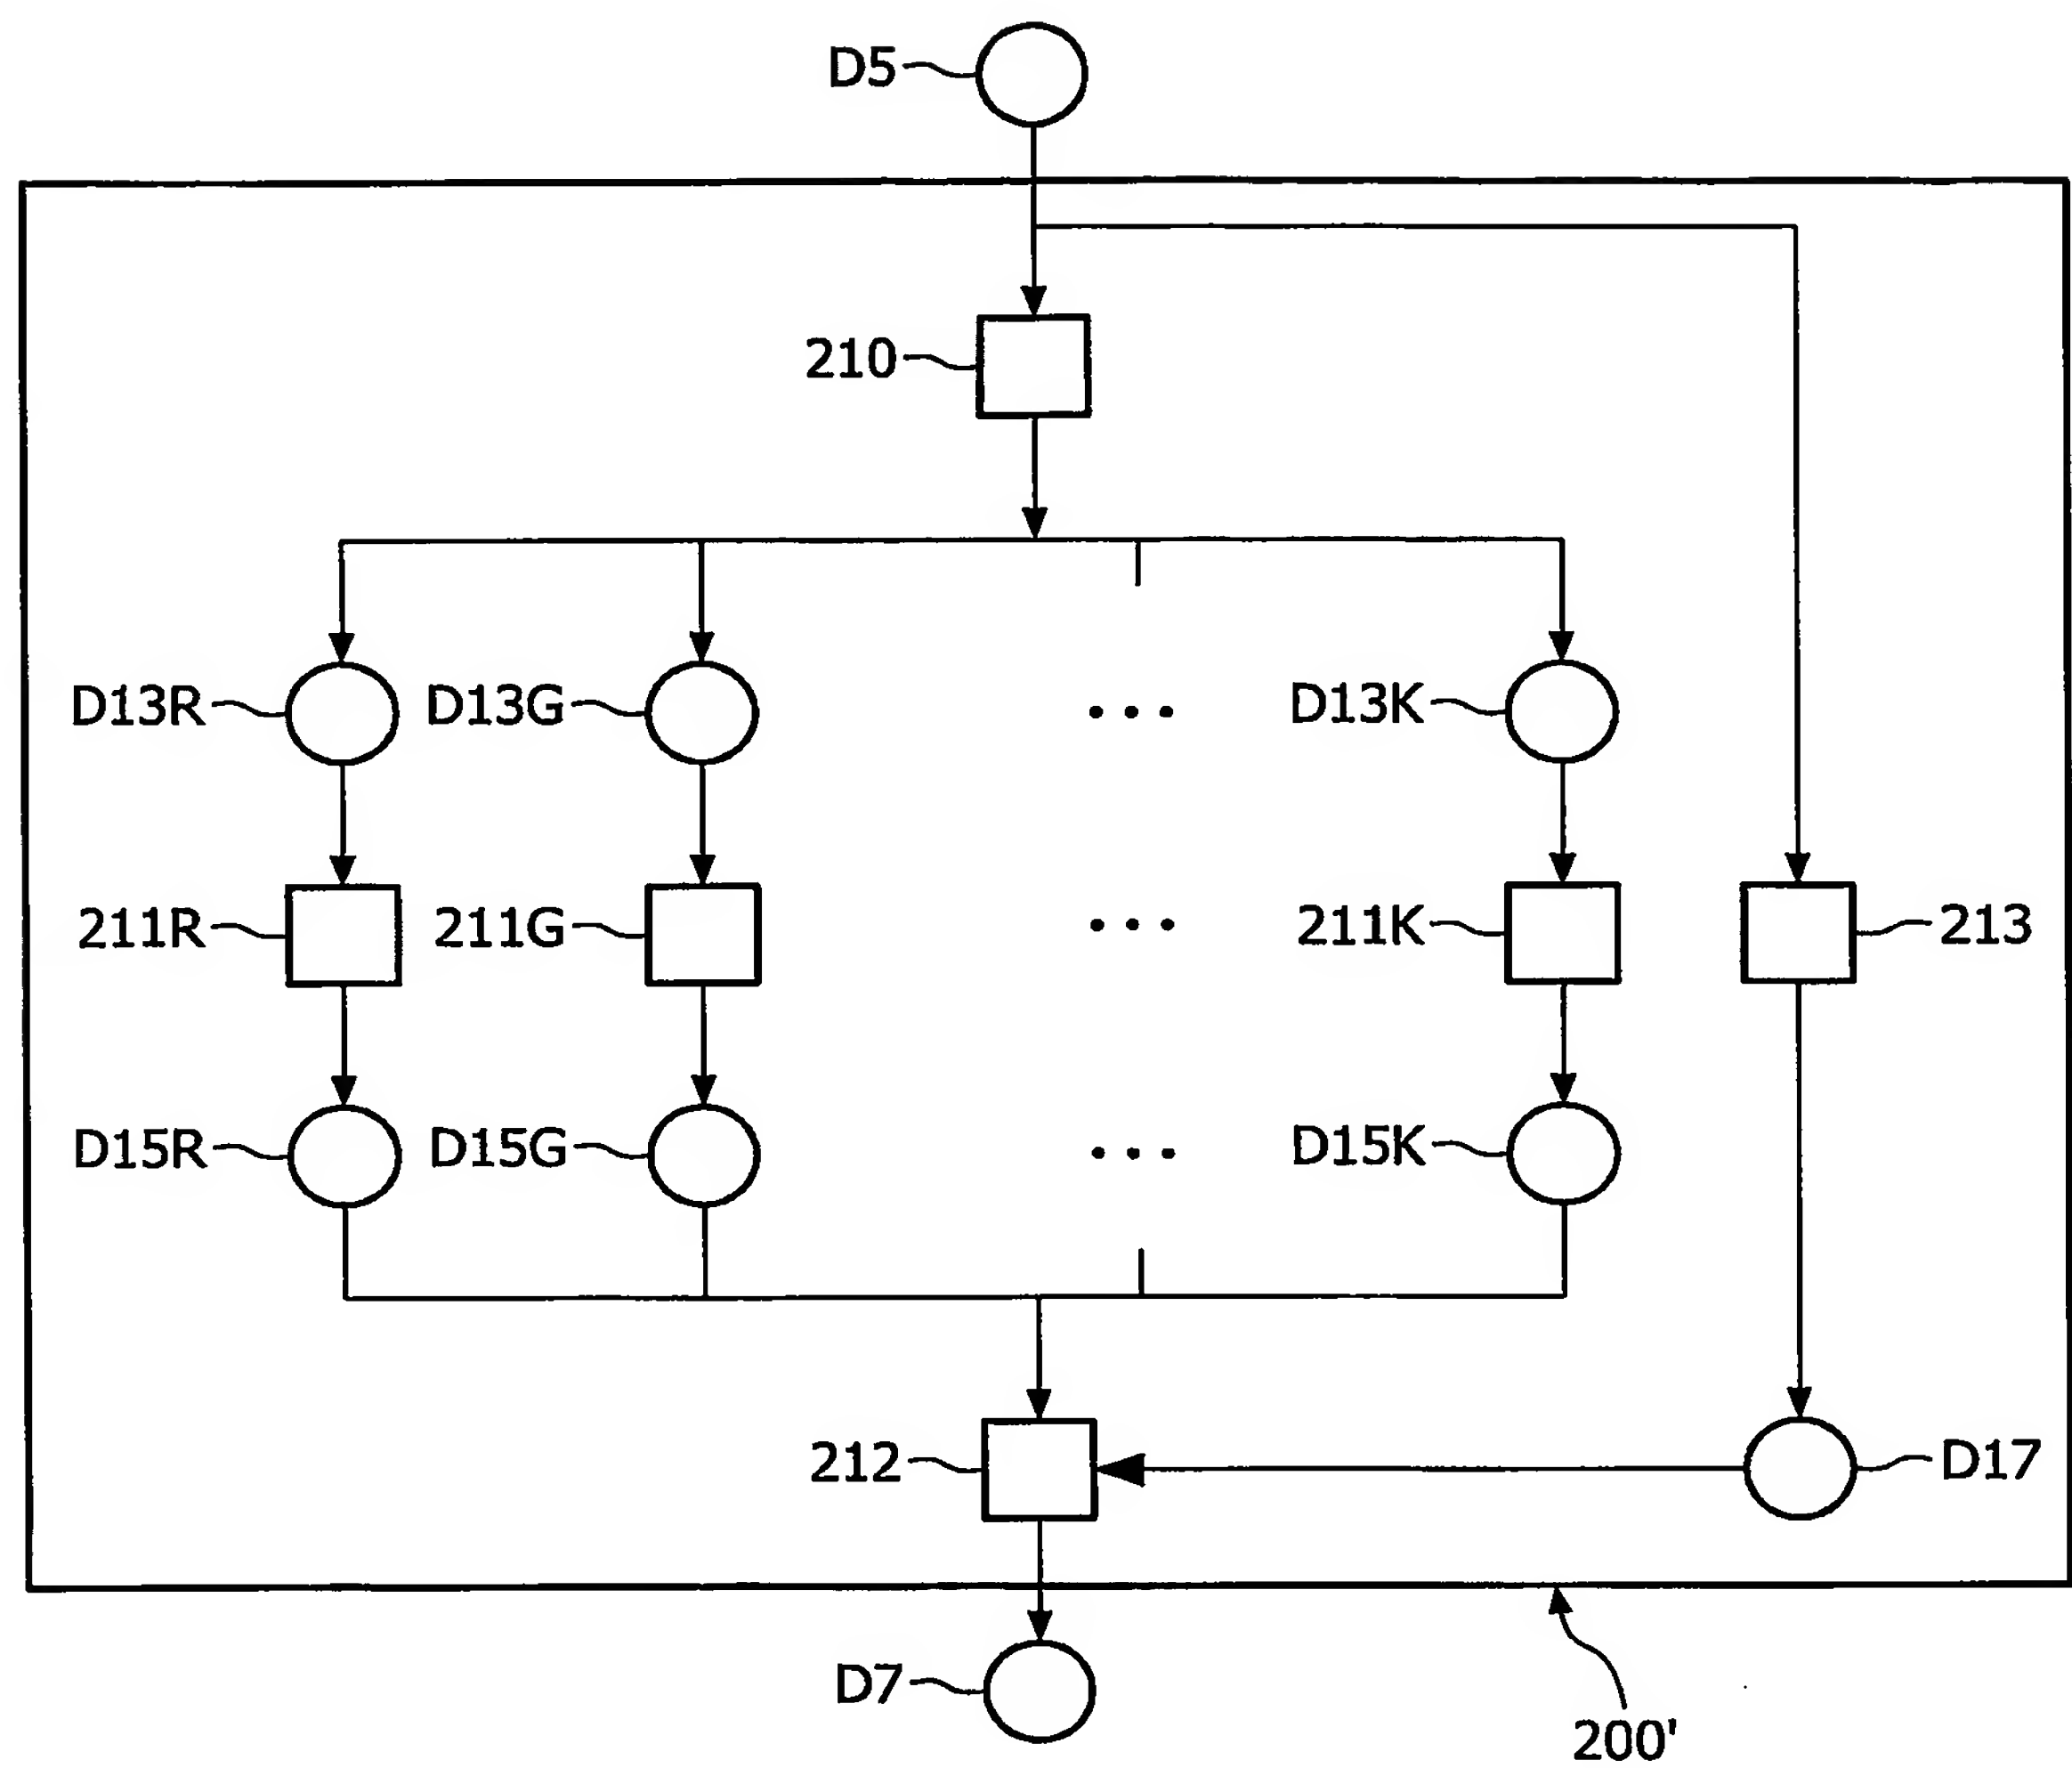 D5
210
D13R D13G ... D13K
211R 211G ... 211K 213
D15R D15G ... D15K
212 D17
D7
200'